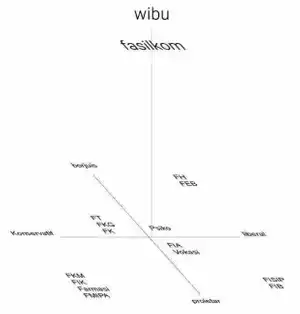 wibu
fasilkom
borjuis
FH
FEB
FT
FKG
FK
Psiko
Konservatif
liberal
FIA
Vokasi
FKM
FIK
Farmasi
FMIPA
FISIP
FIB
proletar